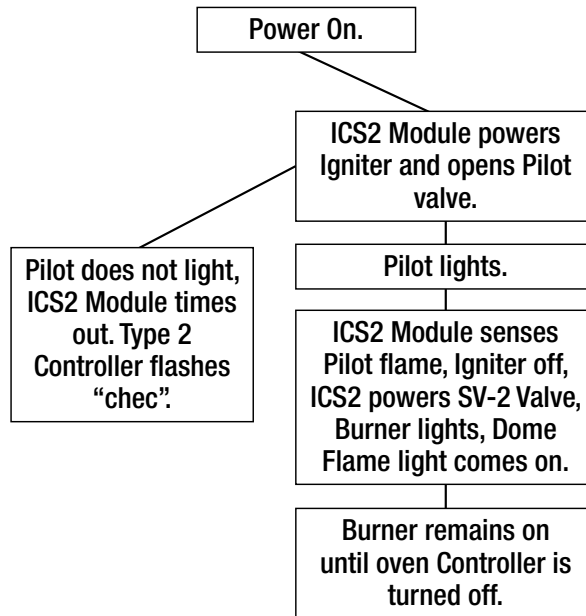 Power On.
ICS2 Module powers
Igniter and opens Pilot
valve.
Pilot does not light,
ICS2 Module times
out. Type 2
Controller flashes
“chec”.
Pilot lights.
ICS2 Module senses
Pilot flame, Igniter off,
ICS2 powers SV-2 Valve,
Burner lights, Dome
Flame light comes on.
Burner remains on
until oven Controller is
turned off.